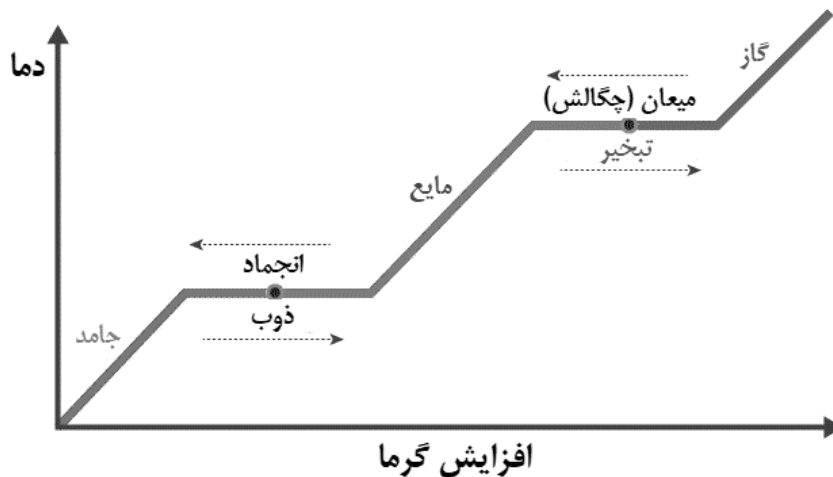 دما
گاز
میعان (چگالش)
تبخیر
مایع
انجماد
ذوب
جامد
افزایش گرما